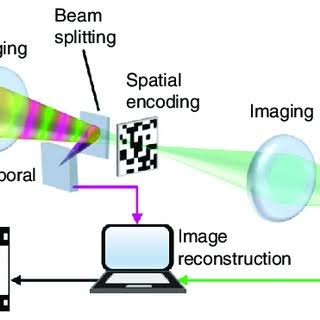 Beam
splitting
ging
Spatial
encoding
Imaging
poral
Image
reconstruction